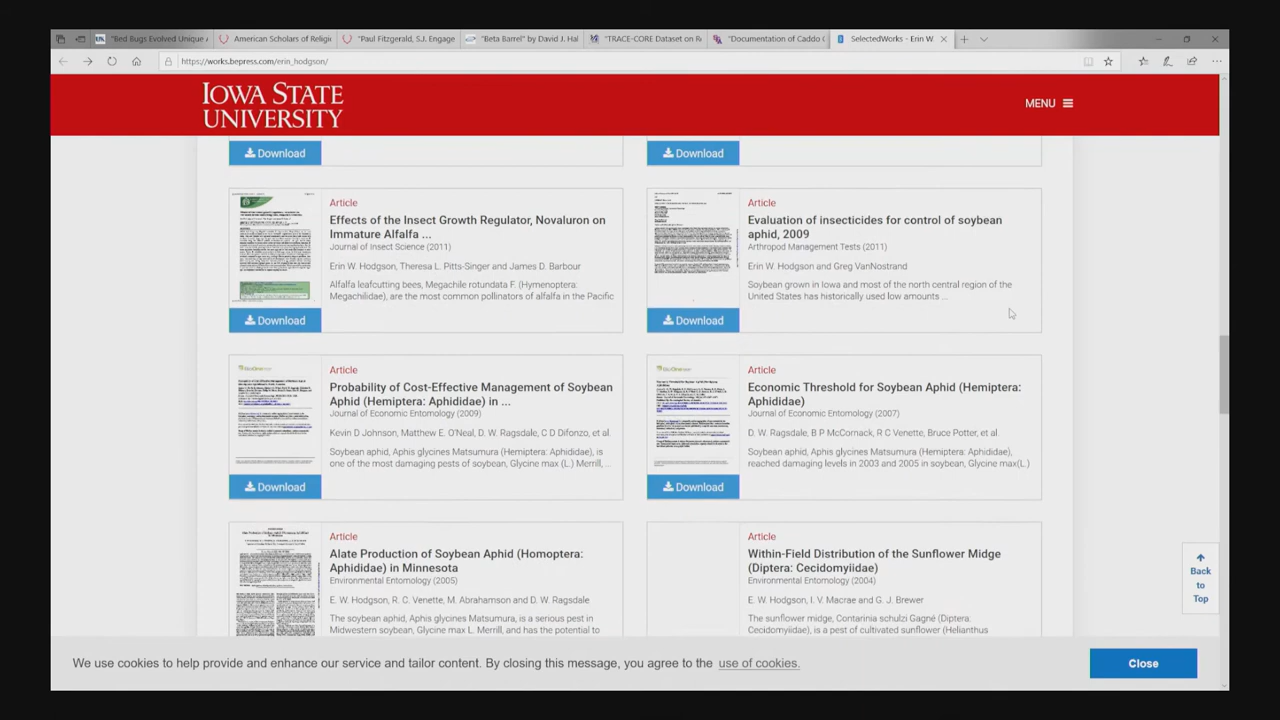 "Bed Bugs Evolved Unique A
American Scholars of Religi
"Paul Fitzgerald, S.J. Engage
"Beta Barrel" by David J. Hal
"TRACE-CORE Dataset on Re
"Documentation of Caddo C
SelectedWorks - Erin W.
https://works.bepress.com/erin_hodgson/
IOWA STATE
UNIVERSITY
MENU
Download
Download
Article
Effects of the Insect Growth Regulator, Novaluron on
Immature Alfalfa ...
Journal of Insect Science (2011)
Erin W. Hodgson, Theresa L. Pitts-Singer and James D. Barbour
Alfalfa leafcutting bees, Megachile rotundata F. (Hymenoptera:
Megachilidae), are the most common pollinators of alfalfa in the Pacific
Download
Article
Evaluation of insecticides for control of soybean
aphid, 2009
Arthropod Management Tests (2011)
Erin W. Hodgson and Greg VanNostrand
Soybean grown in Iowa and most of the north central region of the
United States has historically used low amounts ...
Download
Article
Probability of Cost-Effective Management of Soybean
Aphid (Hemiptera: Aphididae) in ...
Journal of Economic Entomology (2009)
Kevin D Johnson, Matthew E. O'Neal, D. W. Ragsdale, C D Difonzo, et al.
Soybean aphid, Aphis glycines Matsumura (Hemiptera: Aphididae), is
one of the most damaging pests of soybean, Glycine max (L.) Merrill, ...
Download
Article
Economic Threshold for Soybean Aphid (Hemiptera:
Aphididae)
Journal of Economic Entomology (2007)
D. W. Ragsdale, B P McCornack, R C Venette, Bruce Potter, et al.
Soybean aphid, Aphis glycines Matsumura (Hemiptera: Aphididae),
reached damaging levels in 2003 and 2005 in soybean, Glycine max(L.)
Download
Article
Alate Production of Soybean Aphid (Homoptera:
Aphididae) in Minnesota
Environmental Entomology (2005)
E. W. Hodgson, R. C. Venette, M. Abrahamson and D. W. Ragsdale
The soybean aphid, Aphis glycines Matsumura, is a serious pest in
Midwestern soybean, Glycine max L. Merrill, and has the potential to
Article
Within-Field Distribution of the Sunflower Midge
(Diptera: Cecidomyiidae)
Environmental Entomology (2004)
E. W. Hodgson, I. V. Macrae and G. J. Brewer
The sunflower midge, Contarinia schulzi Gagné (Diptera:
Cecidomyiidae), is a pest of cultivated sunflower (Helianthus
Back
to
Top
We use cookies to help provide and enhance our service and tailor content. By closing this message, you agree to the use of cookies.
Close